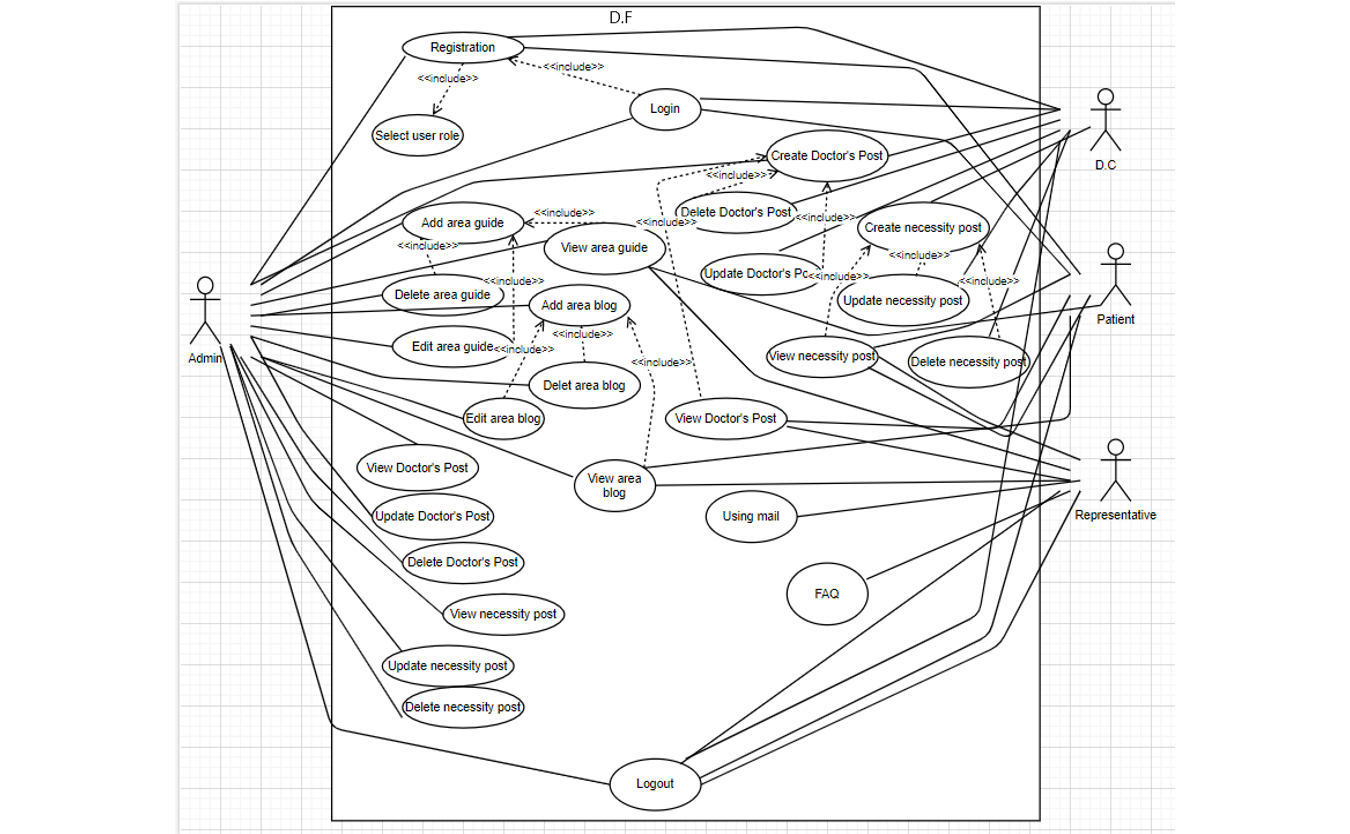 D.F
Registration
<<include>>
<<include>>
Login
Select user role
D.C
Create Doctor's Post
<<include>>
Delete Doctor's Post
<<include>>
Add area guide
<<include>>
<<include>>
<<include>>
View area guide
Create necessity post
<<include>>
Update Doctor's Po
<<include>>
<<include>>
<<include>>
Delete area guide
Update necessity post
Add area blog
Patient
Admin
Edit area guide
<<include>>
<<include>>
<<include>>
View necessity post
Delete necessity post
Delet area blog
Edit area blog
View Doctor's Post
View Doctor's Post
View area
blog
Update Doctor's Post
Using mail
Representative
Delete Doctor's Post
FAQ
View necessity post
Update necessity post
Delete necessity post
Logout